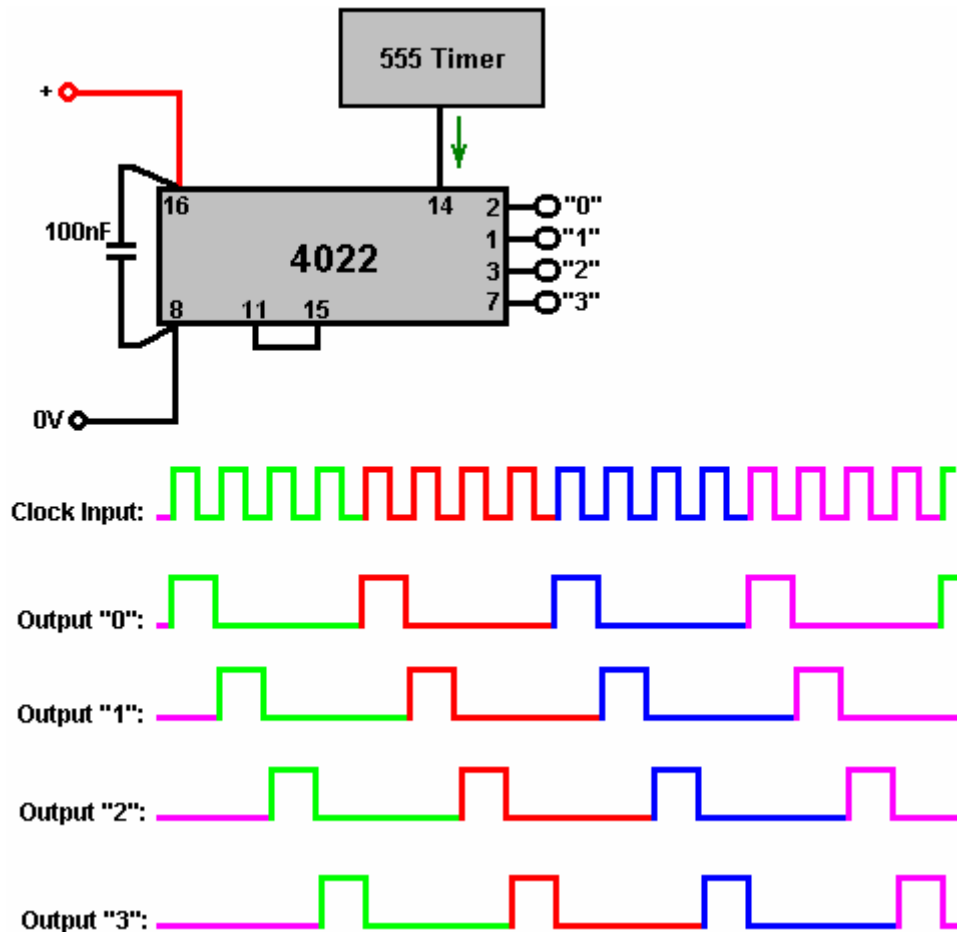 555 Timer
+
16
14
2
"0"
100nF
1
"1"
4022
3
"2"
8
11
15
7
"3"
0V
Clock Input:
Output "0":
Output "1":
Output "2":
Output "3":